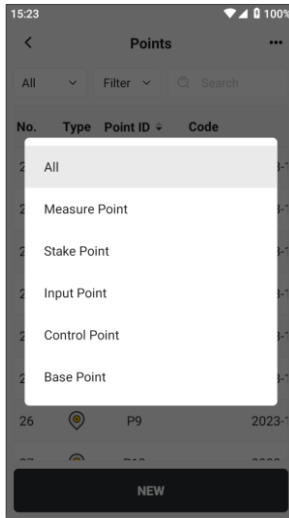 15:23 100%
Points
All Filter Search
No. Type Point ID Code
All
Measure Point
Stake Point
Input Point
Control Point
Base Point
26 P9 2023-1
NEW